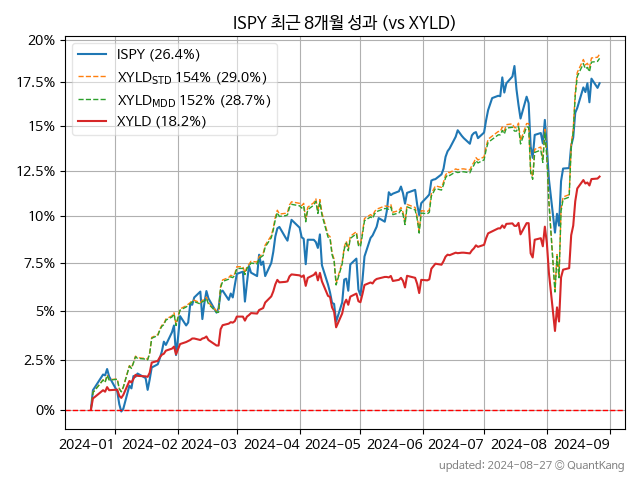 ISPY 최근 8개월 성과 (vs XYLD)
20%
17.5%
15%
12.5%
10%
7.5%
5%
2.5%
0%
ISPY (26.4%)
XYLD_STD 154% (29.0%)
XYLD_MDD 152% (28.7%)
XYLD (18.2%)
2024-01 2024-02 2024-03 2024-04 2024-05 2024-06 2024-07 2024-08 2024-09
updated: 2024-08-27 © QuantKang